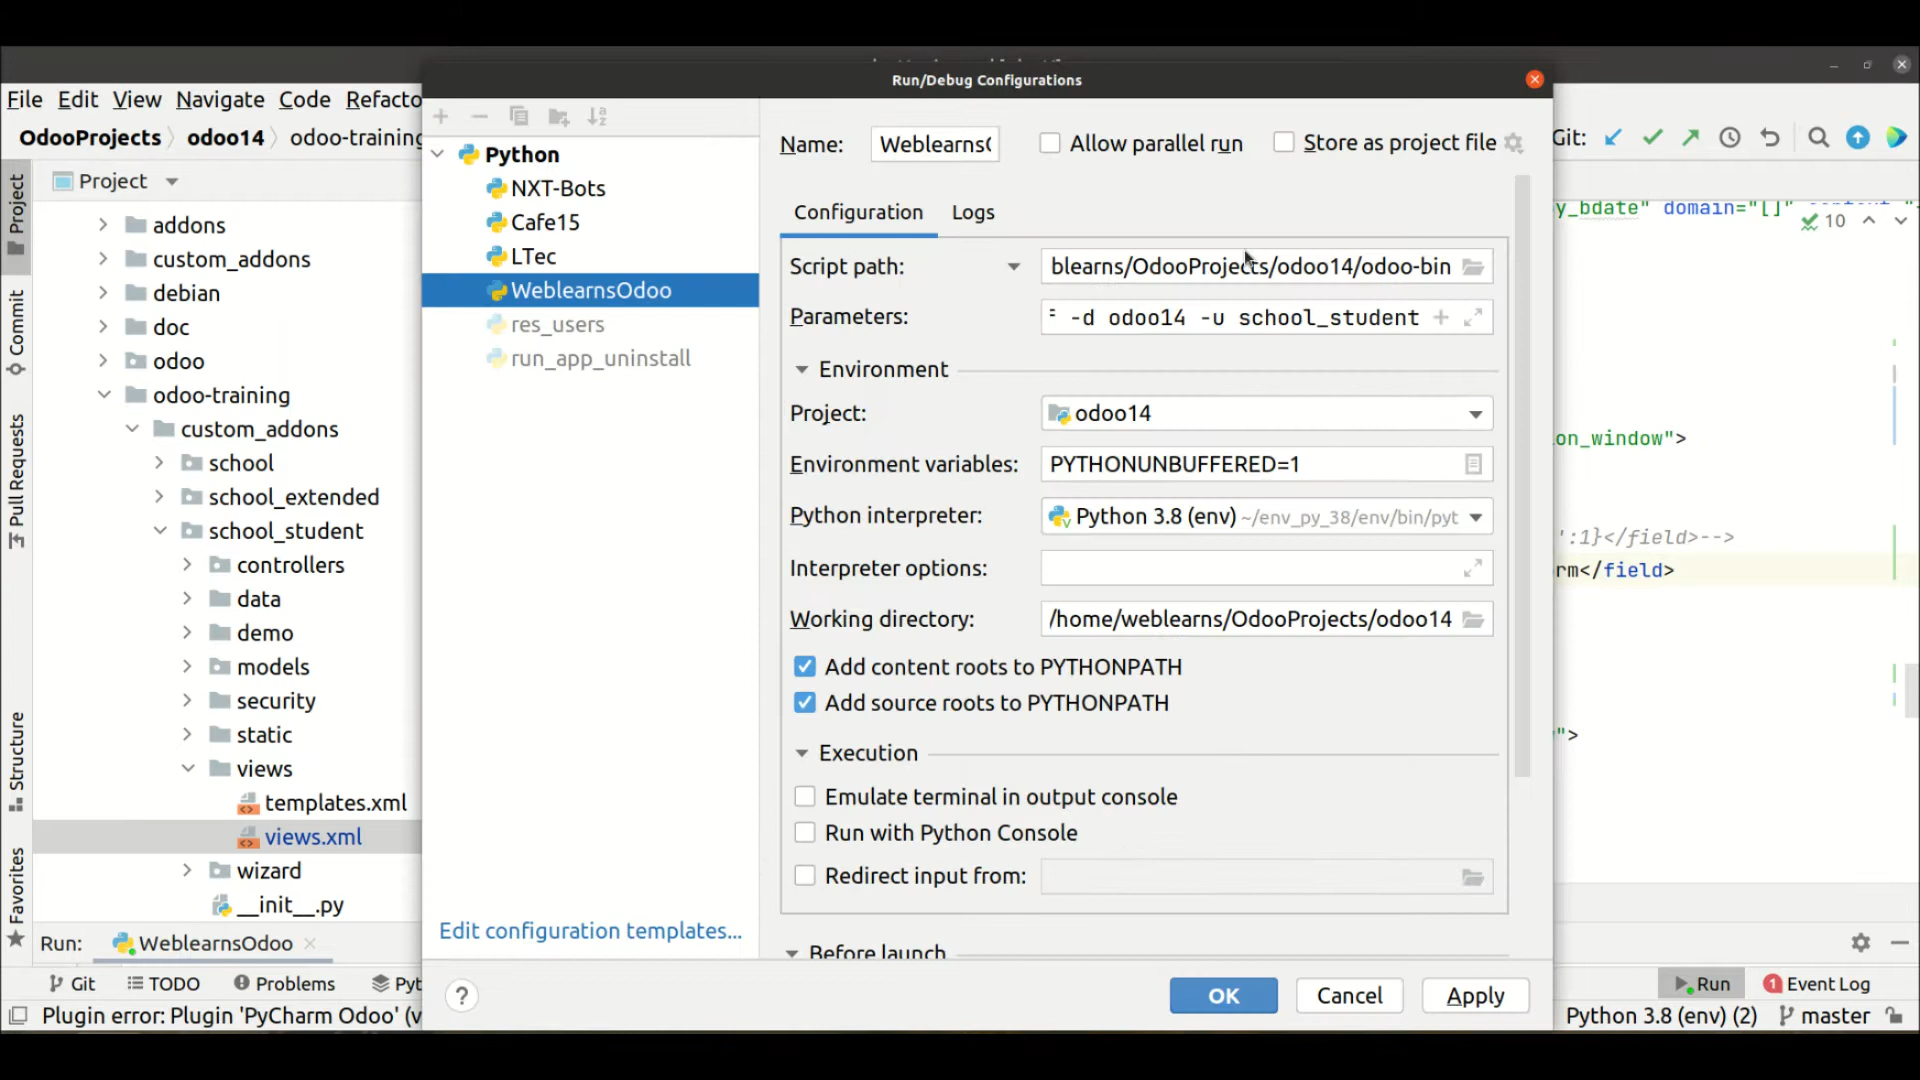 Run/Debug Configurations
File Edit View Navigate Code Refacto
OdooProjects odoo14 odoo-training
Git:
Project
Project
Commit
Pull Requests
Structure
Favorites
addons
custom_addons
debian
doc
odoo
odoo-training
custom_addons
school
school_extended
school_student
controllers
data
demo
models
security
static
views
templates.xml
views.xml
wizard
__init__.py
Python
NXT-Bots
Cafe15
LTec
WeblearnsOdoo
res_users
run_app_uninstall
Edit configuration templates...
Name: Weblearns Allow parallel run Store as project file
Configuration Logs
Script path: blearns/OdooProjects/odoo14/odoo-bin
Parameters: -d odoo14 -u school_student
Environment
Project: odoo14
Environment variables: PYTHONUNBUFFERED=1
Python interpreter: Python 3.8 (env) ~/env_py_38/env/bin/pyt
Interpreter options:
Working directory: /home/weblearns/OdooProjects/odoo14
Add content roots to PYTHONPATH
Add source roots to PYTHONPATH
Execution
Emulate terminal in output console
Run with Python Console
Redirect input from:
Before launch
? OK Cancel Apply
y_bdate" domain="[]"
10
on_window">
':1}</field>-->
rm</field>
">
Run: WeblearnsOdoo
Git TODO Problems Pyt
Run 1 Event Log
Plugin error: Plugin 'PyCharm Odoo' (v
Python 3.8 (env) (2) master